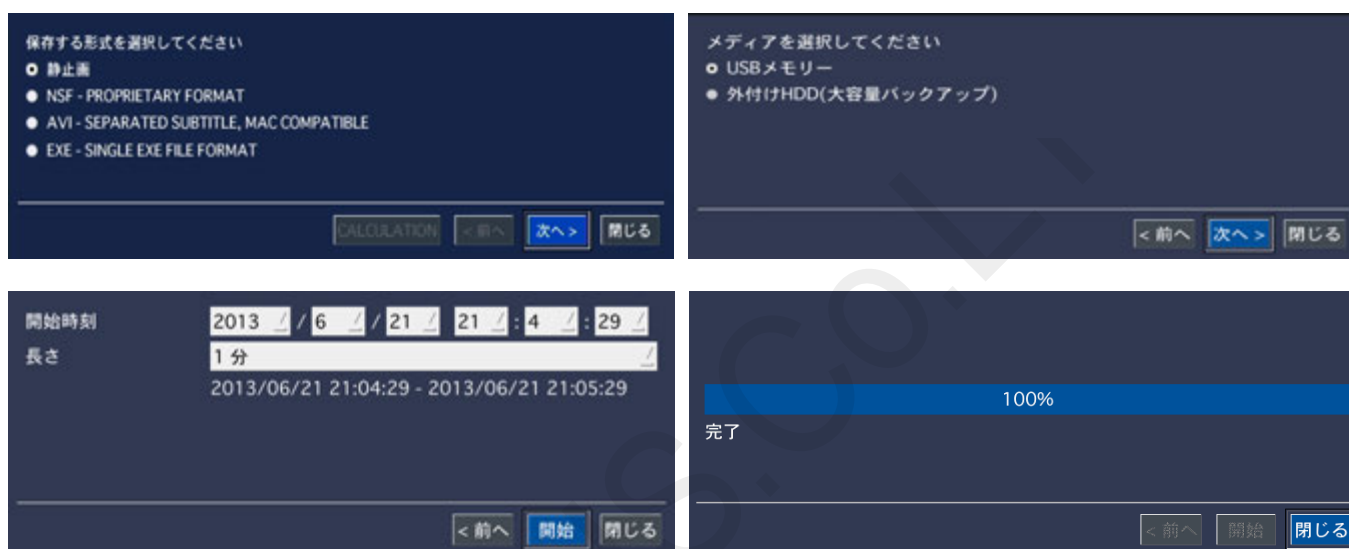 保存する形式を選択してください
静止画
NSF - PROPRIETARY FORMAT
AVI - SEPARATED SUBTITLE, MAC COMPATIBLE
EXE - SINGLE EXE FILE FORMAT
CALCULATION <前へ 次へ> 閉じる
メディアを選択してください
USBメモリー
外付けHDD(大容量バックアップ)
<前へ 次へ> 閉じる
開始時刻 2013 / 6 / 21 21 : 4 : 29
長さ 1 分
2013/06/21 21:04:29 - 2013/06/21 21:05:29
<前へ 開始 閉じる
100%
完了
<前へ 開始 閉じる